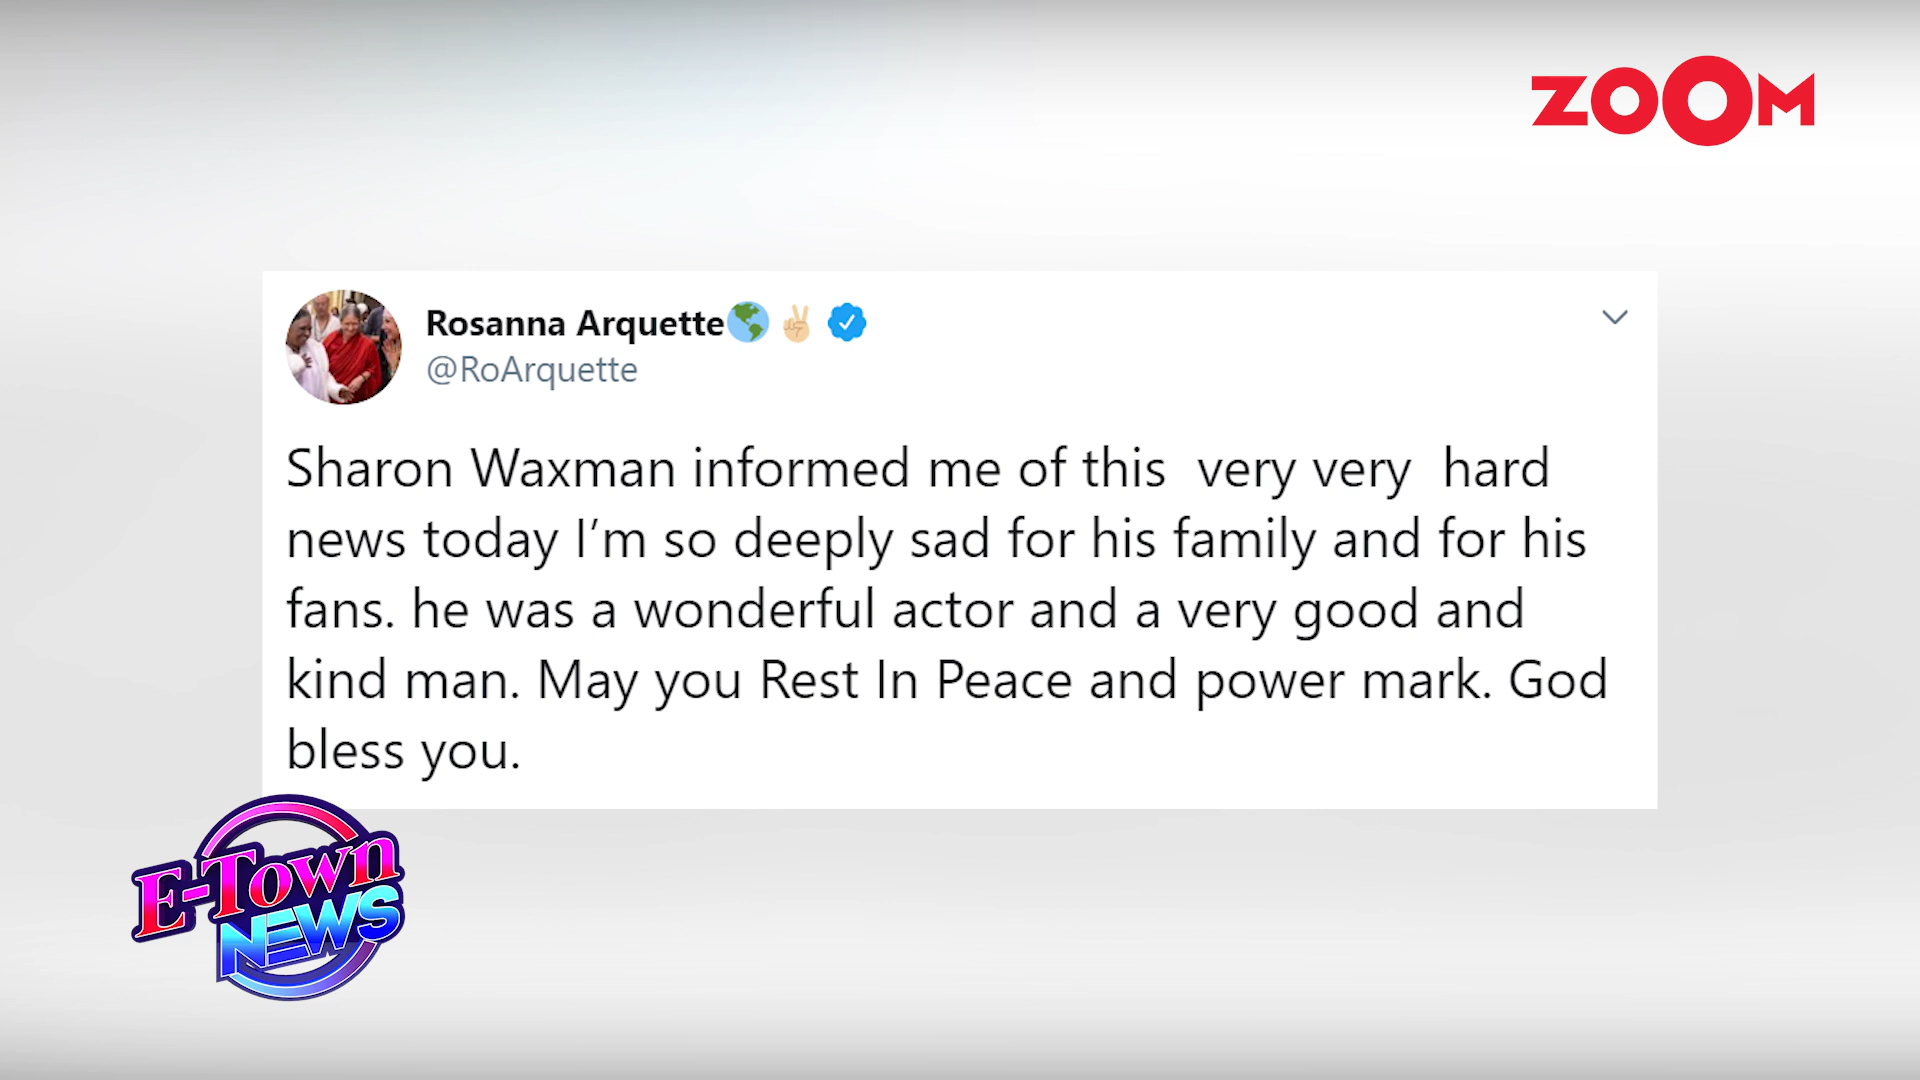 ZOOM
Rosanna Arquette🌎✌🏼
@RoArquette
Sharon Waxman informed me of this  very very  hard
news today I’m so deeply sad for his family and for his
fans. he was a wonderful actor and a very good and
kind man. May you Rest In Peace and power mark. God
bless you.
E-Town
NEWS